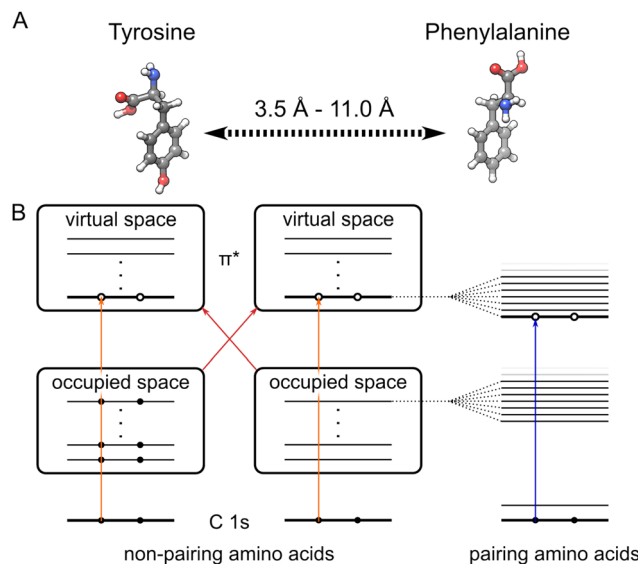 A
Tyrosine
Phenylalanine
3.5 Å - 11.0 Å
B
virtual space
π*
virtual space
occupied space
occupied space
C 1s
non-pairing amino acids
pairing amino acids